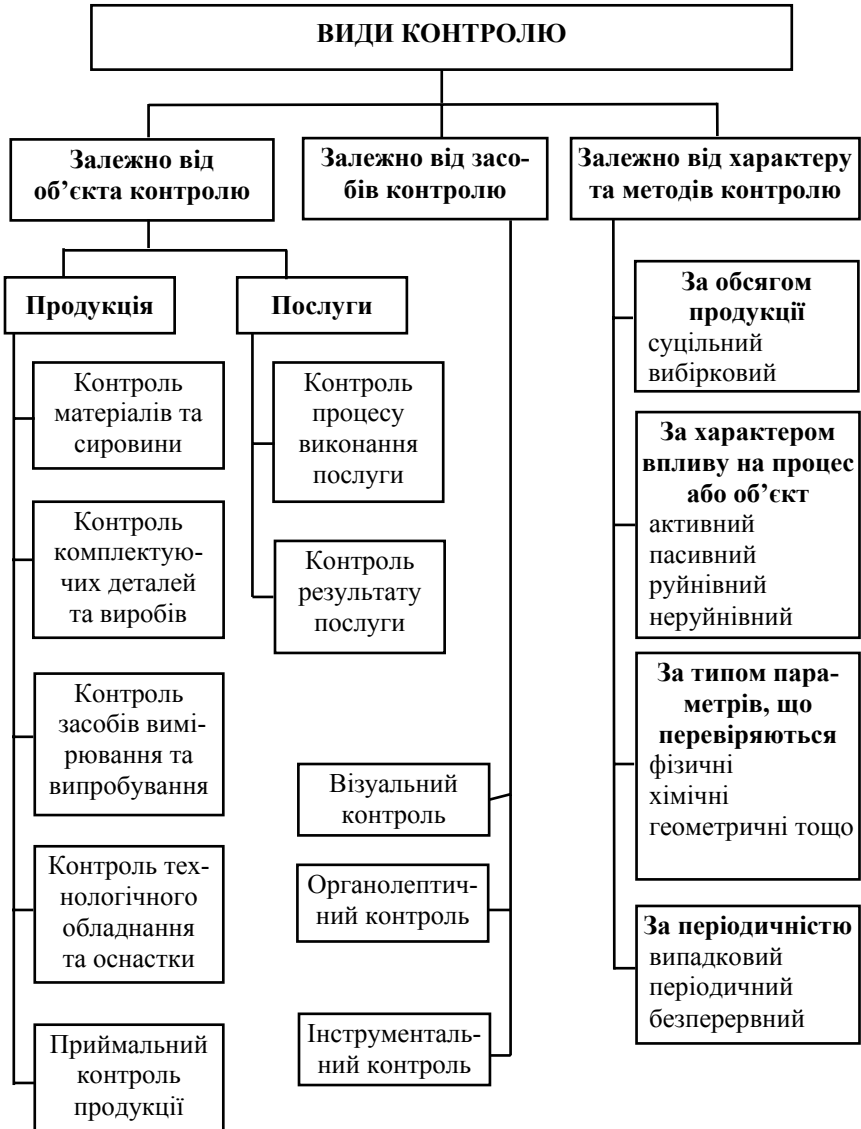 ВИДИ КОНТРОЛЮ
Залежно від
об’єкта контролю
Залежно від засо-
бів контролю
Залежно від характеру
та методів контролю
Продукція
Послуги
Контроль
матеріалів та
сировини
Контроль
комплектую-
чих деталей
та виробів
Контроль
засобів вимі-
рювання та
випробування
Контроль тех-
нологічного
обладнання
та оснастки
Приймальний
контроль
продукції
Контроль
процесу
виконання
послуги
Контроль
результату
послуги
Візуальний
контроль
Органолептич-
ний контроль
Інструменталь-
ний контроль
За обсягом
продукції
суцільний
вибірковий
За характером
впливу на процес
або об’єкт
активний
пасивний
руйнівний
неруйнівний
За типом пара-
метрів, що
перевіряються
фізичні
хімічні
геометричні тощо
За періодичністю
випадковий
періодичний
безперервний